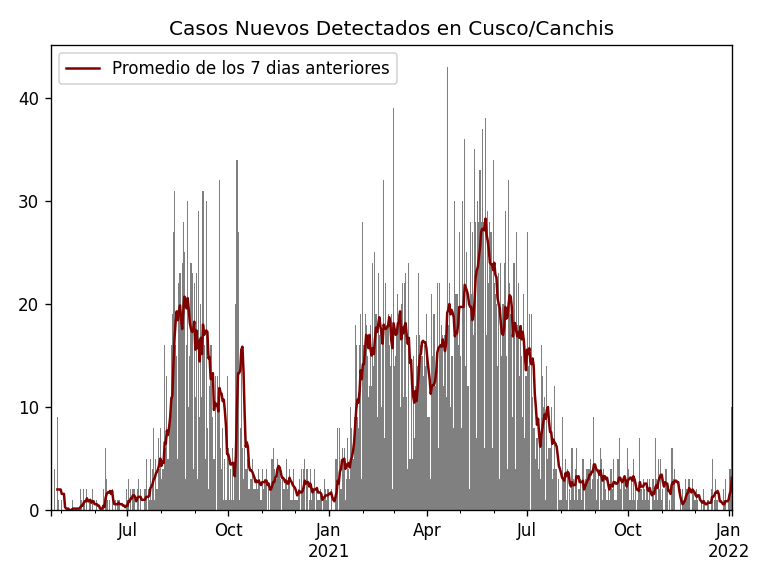 Casos Nuevos Detectados en Cusco/Canchis
Promedio de los 7 dias anteriores
40
30
20
10
0
Jul
Oct
Jan
2021
Apr
Jul
Oct
Jan
2022